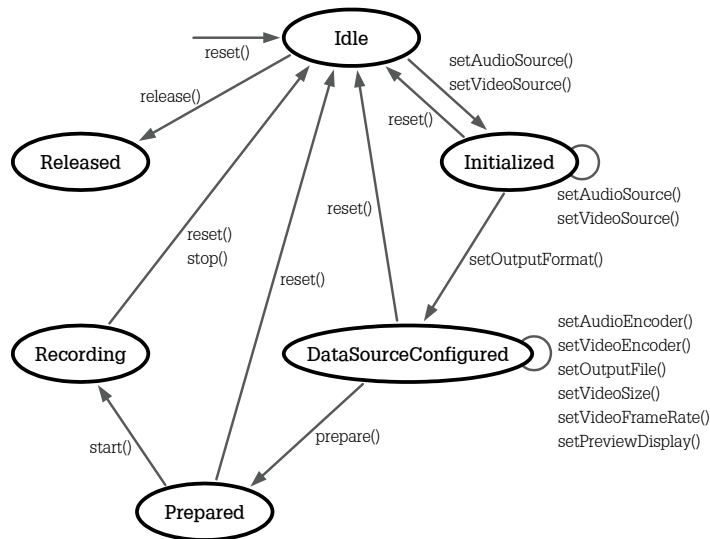 Idle
reset()
setAudioSource()
setVideoSource()
release()
reset()
Released
Initialized
setAudioSource()
setVideoSource()
reset()
reset()
stop()
setOutputFormat()
reset()
setAudioEncoder()
setVideoEncoder()
setOutputFile()
setVideoSize()
setVideoFrameRate()
setPreviewDisplay()
Recording
DataSourceConfigured
prepare()
start()
Prepared